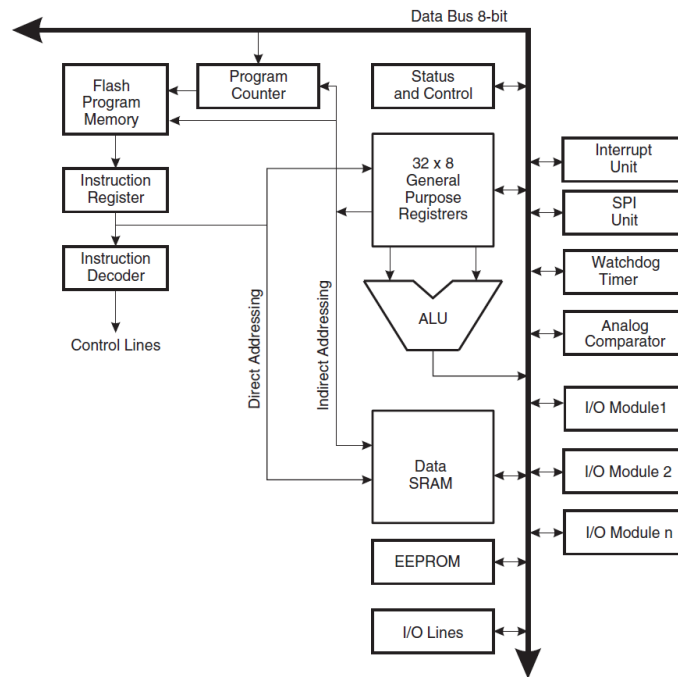 Data Bus 8-bit
Flash
Program
Memory
Program
Counter
Status
and Control
Instruction
Register
32 x 8
General
Purpose
Registrers
Interrupt
Unit
SPI
Unit
Instruction
Decoder
Watchdog
Timer
Control Lines
Direct Addressing
Indirect Addressing
ALU
Analog
Comparator
I/O Module1
Data
SRAM
I/O Module 2
I/O Module n
EEPROM
I/O Lines